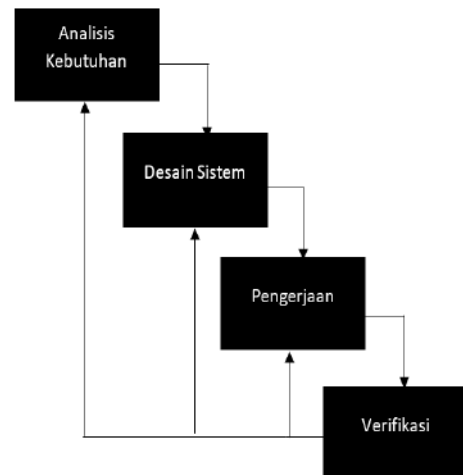 Analisis
Kebutuhan
Desain Sistem
Pengerjaan
Verifikasi